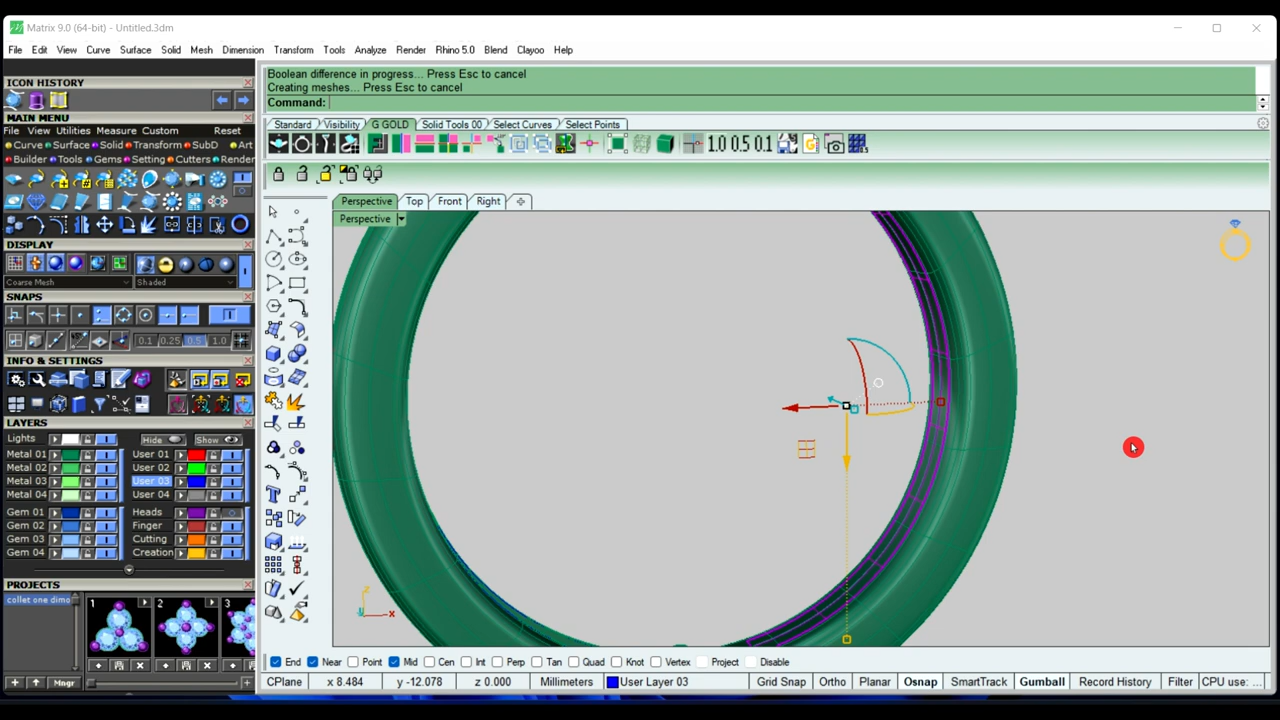 Matrix 9.0 (64-bit) - Untitled.3dm
File Edit View Curve Surface Solid Mesh Dimension Transform Tools Analyze Render Rhino 5.0 Blend Clayoo Help
ICON HISTORY
MAIN MENU
File View Utilities Measure Custom Reset
Curve Surface Solid Transform SubD Art
Builder Tools Gems Setting Cutters Render
DISPLAY
Coarse Mesh Shaded
SNAPS
0.1 0.25 0.5 1.0
INFO & SETTINGS
LAYERS
Lights Hide Show
Metal 01 User 01
Metal 02 User 02
Metal 03 User 03
Metal 04 User 04
Gem 01 Heads
Gem 02 Finger
Gem 03 Cutting
Gem 04 Creation
PROJECTS
collet one dimo
1 2 3
Mngr
Boolean difference in progress... Press Esc to cancel
Creating meshes... Press Esc to cancel
Command:
Standard Visibility G GOLD Solid Tools 00 Select Curves Select Points
1.0 0.5 0.1
Perspective Top Front Right
Perspective
z
x
End Near Point Mid Cen Int Perp Tan Quad Knot Vertex Project Disable
CPlane x 8.484 y -12.078 z 0.000 Millimeters User Layer 03 Grid Snap Ortho Planar Osnap SmartTrack Gumball Record History Filter CPU use: ...